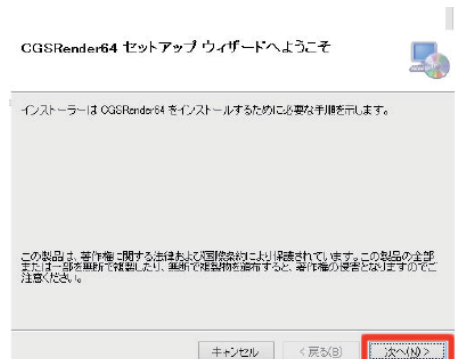 CGSRender64 セットアップ ウィザードへようこそ
インストーラーは CGSRender64 をインストールするために必要な手順を示します。
この製品は、著作権に関する法律および国際条約により保護されています。この製品の全部
または一部を無断で複製したり、無断で複製物を頒布すると、著作権の侵害となりますのでご
注意ください。
キャンセル
< 戻る(B)
次へ(N) >